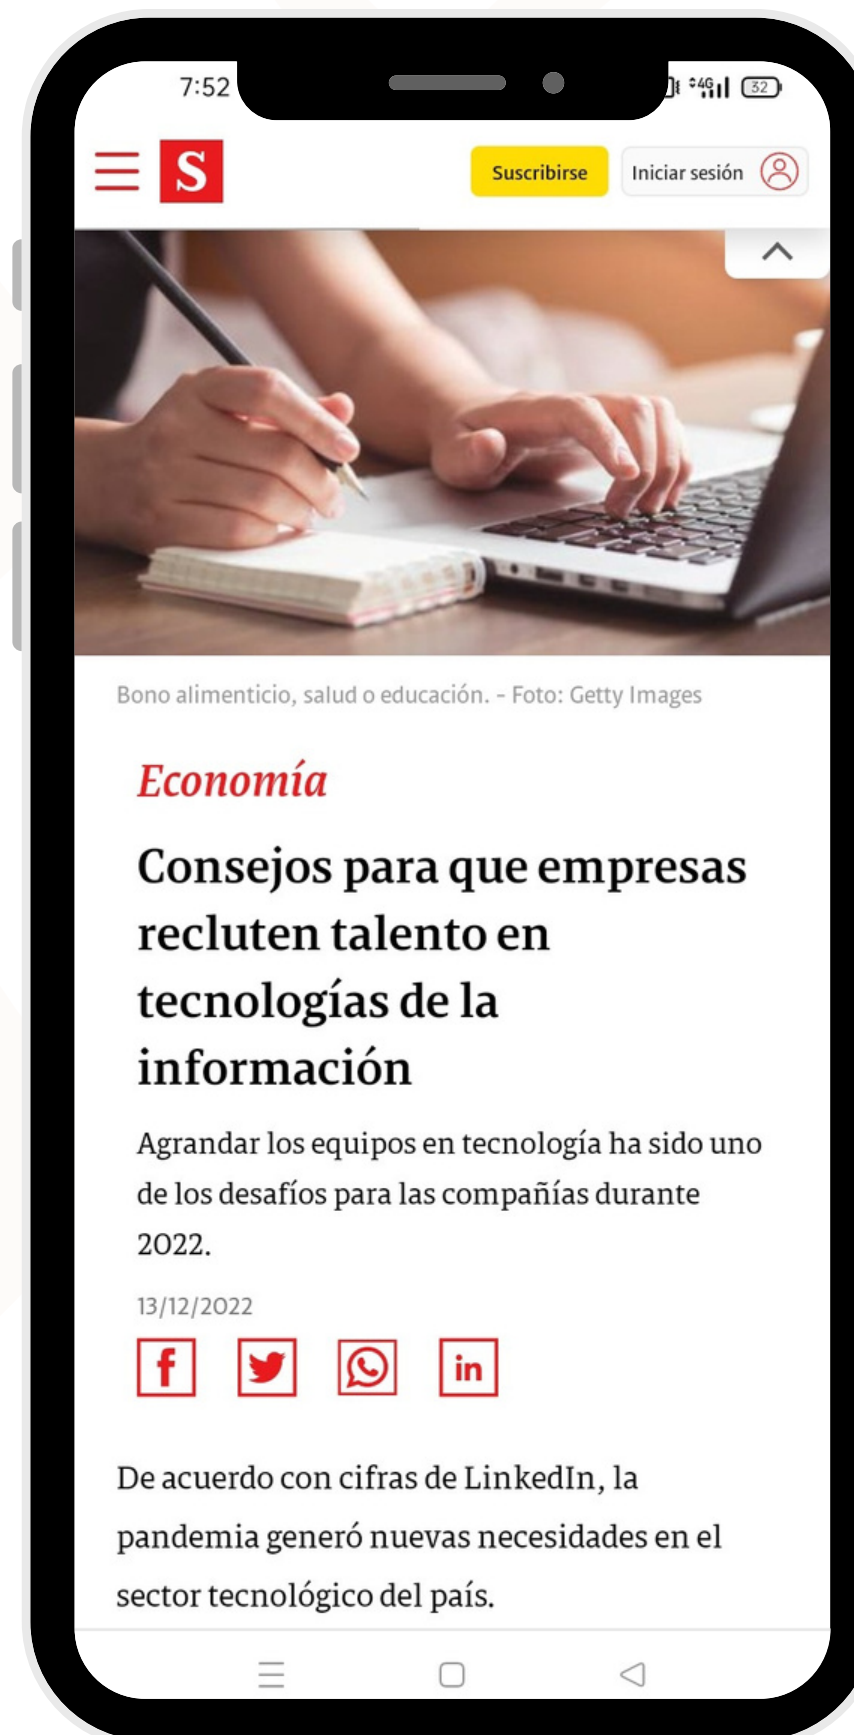 7:52
4G
32
S
Suscribirse
Iniciar sesión
Bono alimenticio, salud o educación. - Foto: Getty Images
Economía
Consejos para que empresas
recluten talento en
tecnologías de la
información
Agrandar los equipos en tecnología ha sido uno
de los desafíos para las compañías durante
2022.
13/12/2022
f
in
De acuerdo con cifras de LinkedIn, la
pandemia generó nuevas necesidades en el
sector tecnológico del país.